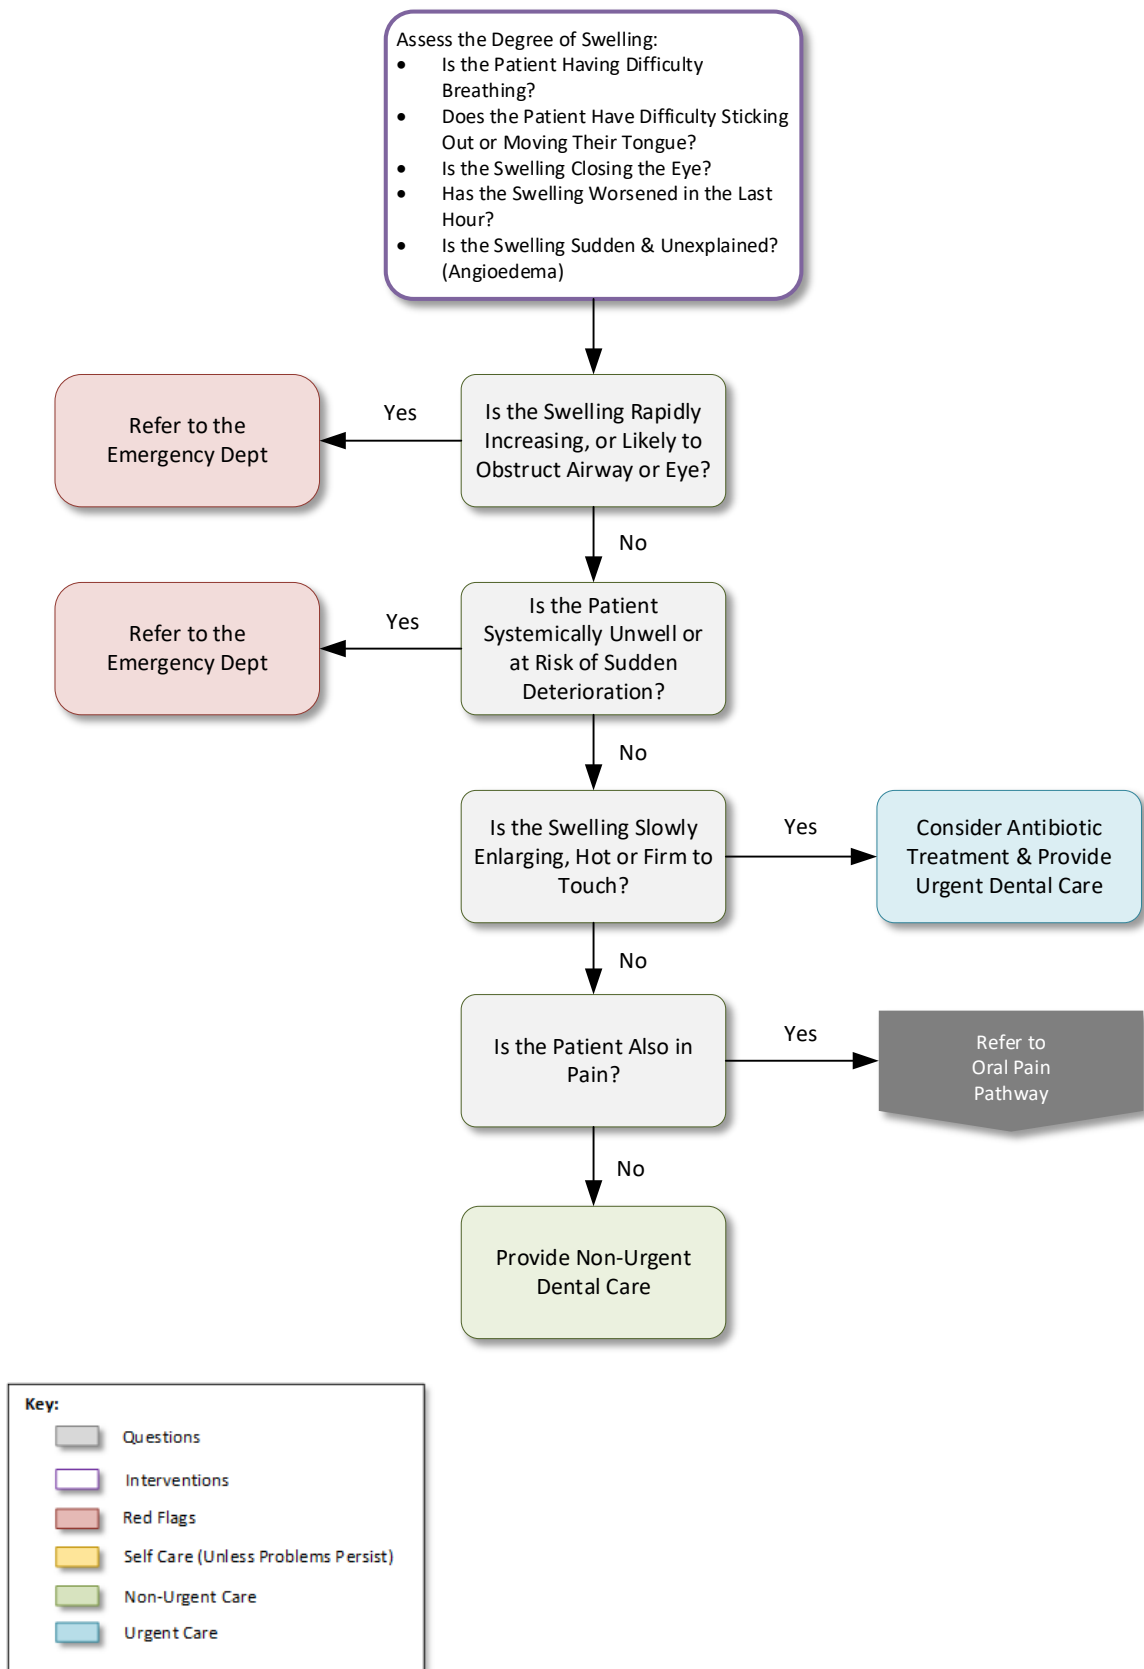 Assess the Degree of Swelling:
• Is the Patient Having Difficulty
Breathing?
• Does the Patient Have Difficulty Sticking
Out or Moving Their Tongue?
• Is the Swelling Closing the Eye?
• Has the Swelling Worsened in the Last
Hour?
• Is the Swelling Sudden & Unexplained?
(Angioedema)
Refer to the
Emergency Dept
Yes
Is the Swelling Rapidly
Increasing, or Likely to
Obstruct Airway or Eye?
No
Refer to the
Emergency Dept
Yes
Is the Patient
Systemically Unwell or
at Risk of Sudden
Deterioration?
No
Is the Swelling Slowly
Enlarging, Hot or Firm to
Touch?
Yes
Consider Antibiotic
Treatment & Provide
Urgent Dental Care
No
Is the Patient Also in
Pain?
Yes
Refer to
Oral Pain
Pathway
No
Provide Non-Urgent
Dental Care
Key:
Questions
Interventions
Red Flags
Self Care (Unless Problems Persist)
Non-Urgent Care
Urgent Care